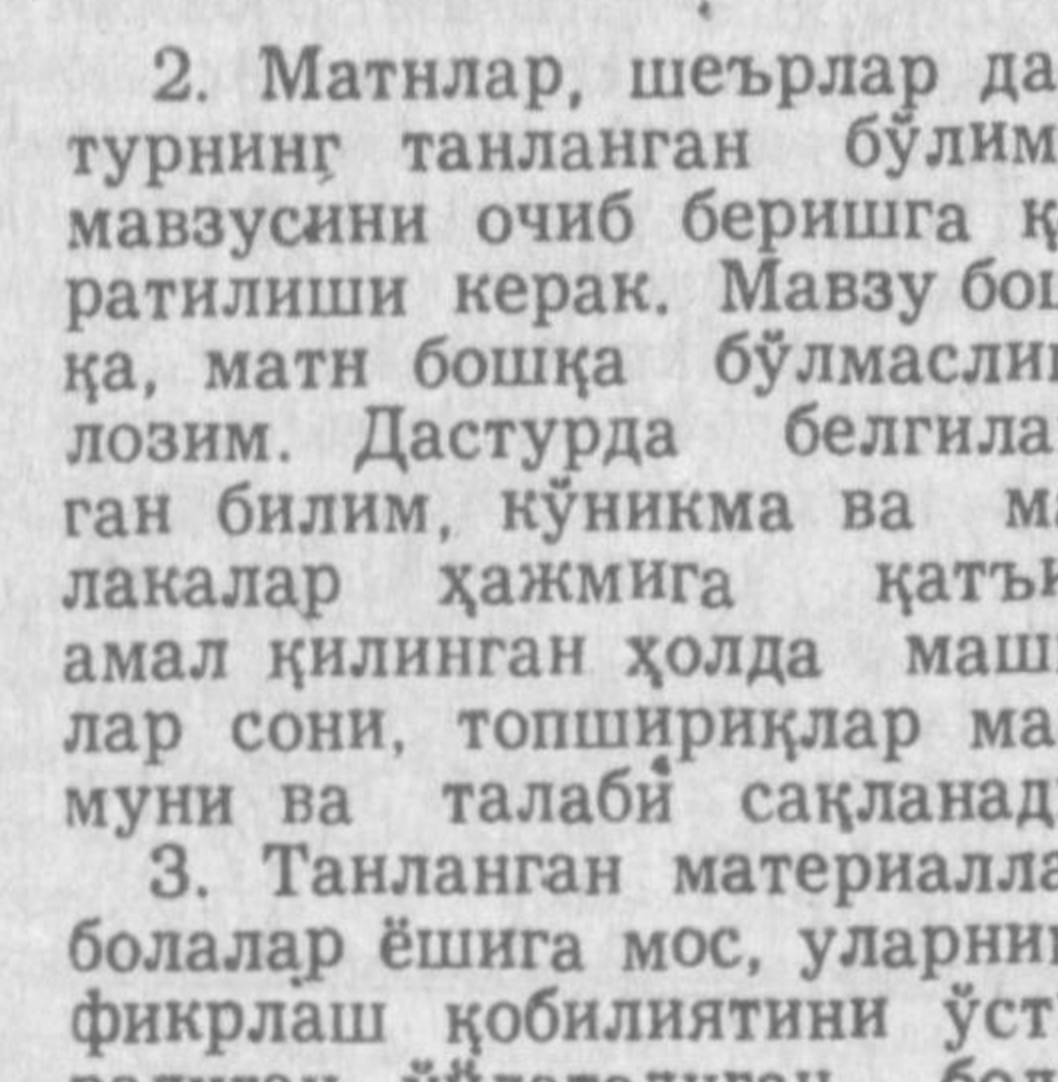 2. Матнлар, шеърлар да
турнинг танланган бўлим
мавзусини очиб беришга қ
ратилиши керак. Мавзу бош
қа, матн бошқа бўлмаслиг
лозим. Дастурда белгила
ган билим, кўникма ва м
лакалар ҳажмига қатъи
амал қилинган ҳолда маш
лар сони, топшириқлар ма
муни ва талаби сақланад
3. Танланган материалла
болалар ёшига мос, уларни
фикрлаш қобилиятини ўст